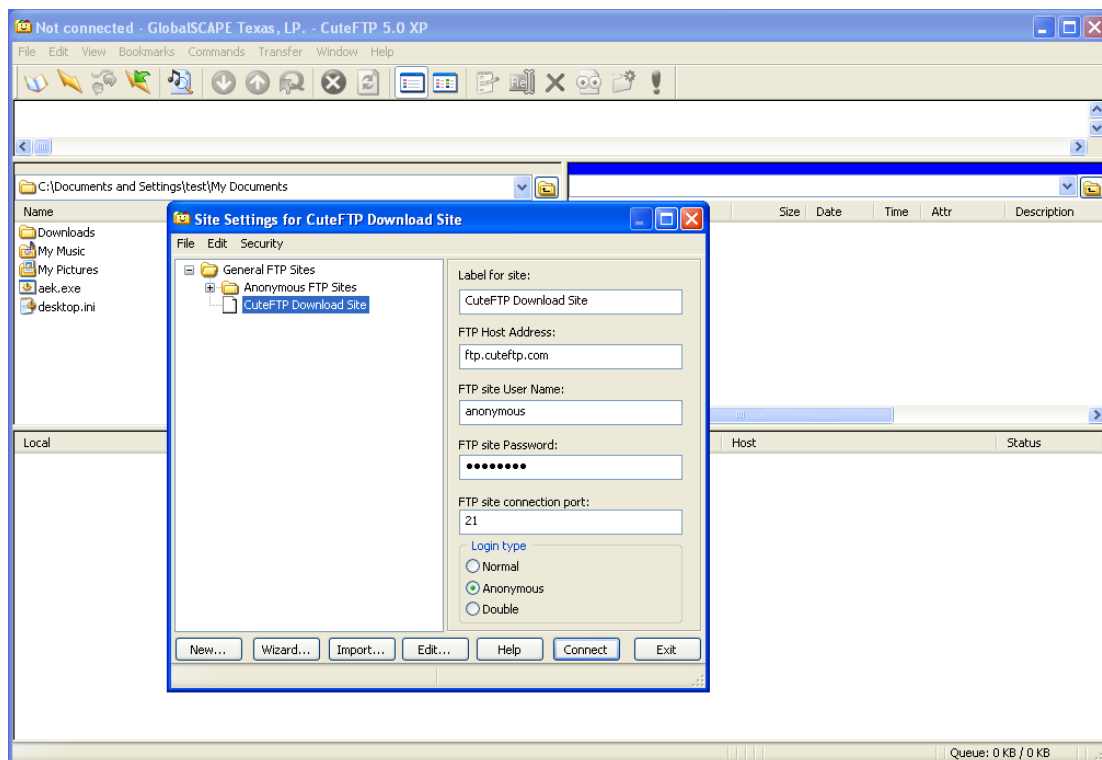 Not connected - GlobalSCAPE Texas, LP. - CuteFTP 5.0 XP
File Edit View Bookmarks Commands Transfer Window Help
C:\Documents and Settings\test\My Documents
Name
Size Date Time Attr Description
Downloads
My Music
My Pictures
aek.exe
desktop.ini
Site Settings for CuteFTP Download Site
File Edit Security
General FTP Sites
Anonymous FTP Sites
CuteFTP Download Site
Label for site:
CuteFTP Download Site
FTP Host Address:
ftp.cuteftp.com
FTP site User Name:
anonymous
FTP site Password:
••••••••
FTP site connection port:
21
Login type
Normal
Anonymous
Double
New... Wizard... Import... Edit... Help Connect Exit
Local Host Status
Queue: 0 KB / 0 KB